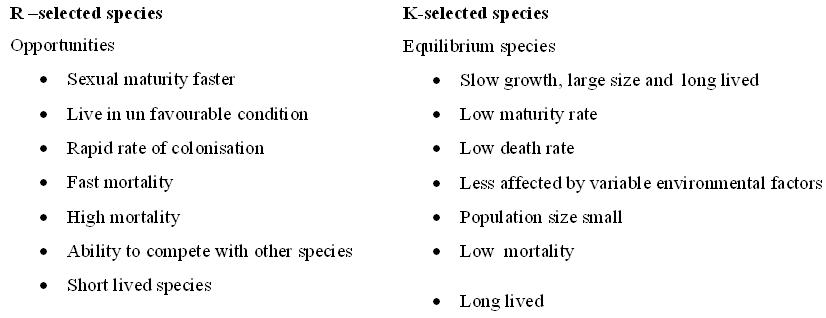 R –selected species
Opportunities
• Sexual maturity faster
• Live in un favourable condition
• Rapid rate of colonisation
• Fast mortality
• High mortality
• Ability to compete with other species
• Short lived species
K-selected species
Equilibrium species
• Slow growth, large size and long lived
• Low maturity rate
• Low death rate
• Less affected by variable environmental factors
• Population size small
• Low mortality
• Long lived